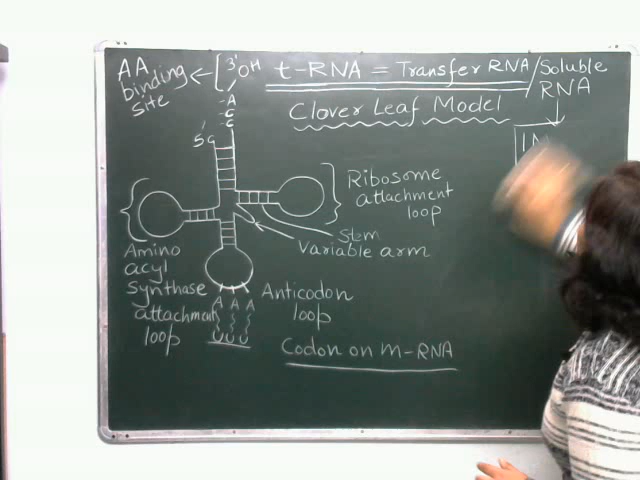 AA
binding
site
← [ 3'OH
t-RNA = Transfer RNA/Soluble
RNA
Clover Leaf Model
-A
-C
-C
5'G
1M
Ribosome
attachment
loop
Stem
Variable arm
Amino
acyl
Synthase
attachment
loop
A A A
U U U
Anticodon
loop
Codon on m-RNA